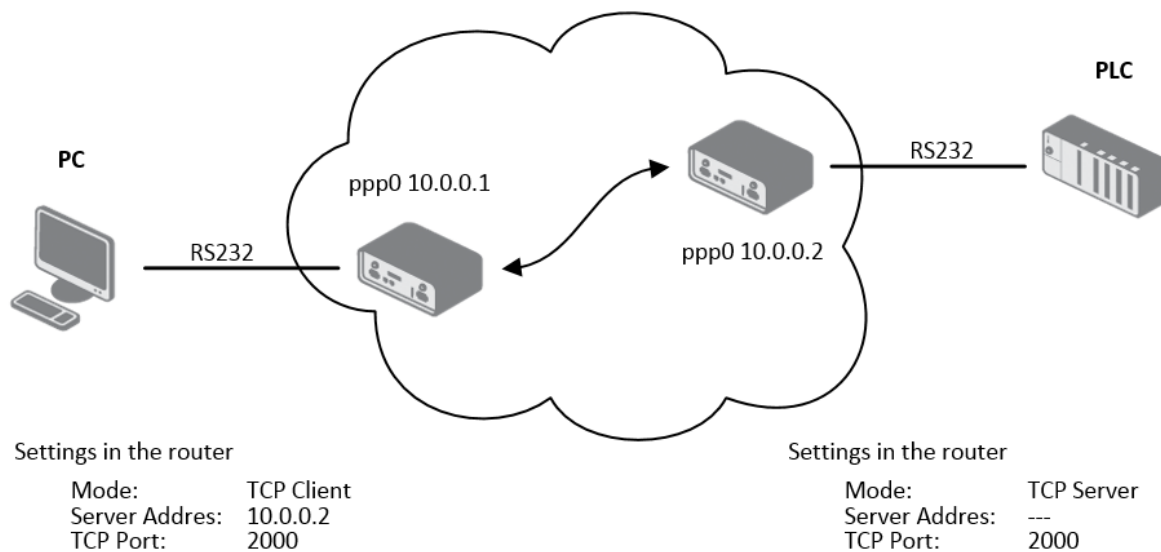 PLC
PC
RS232
ppp0 10.0.0.1
ppp0 10.0.0.2
RS232
Settings in the router
Mode: TCP Client
Server Addres: 10.0.0.2
TCP Port: 2000
Settings in the router
Mode: TCP Server
Server Addres: ---
TCP Port: 2000